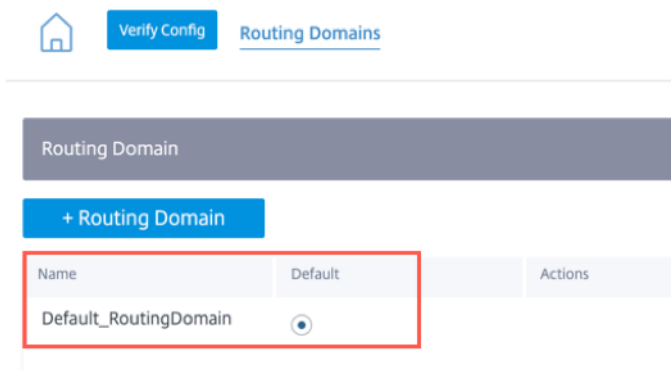 Verify Config Routing Domains
Routing Domain
+ Routing Domain
Name Default Actions
Default_RoutingDomain